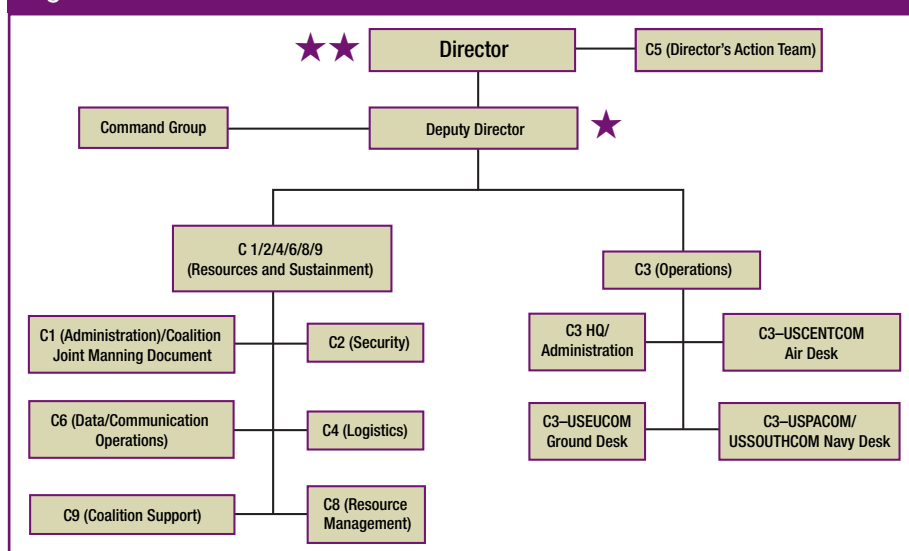 Director
C5 (Director’s Action Team)
Command Group
Deputy Director
C 1/2/4/6/8/9
(Resources and Sustainment)
C3 (Operations)
C1 (Administration)/Coalition
Joint Manning Document
C2 (Security)
C3 HQ/
Administration
C3–USCENTCOM
Air Desk
C6 (Data/Communication
Operations)
C4 (Logistics)
C3–USEUCOM
Ground Desk
C3–USPACOM/
USSOUTHCOM Navy Desk
C9 (Coalition Support)
C8 (Resource
Management)